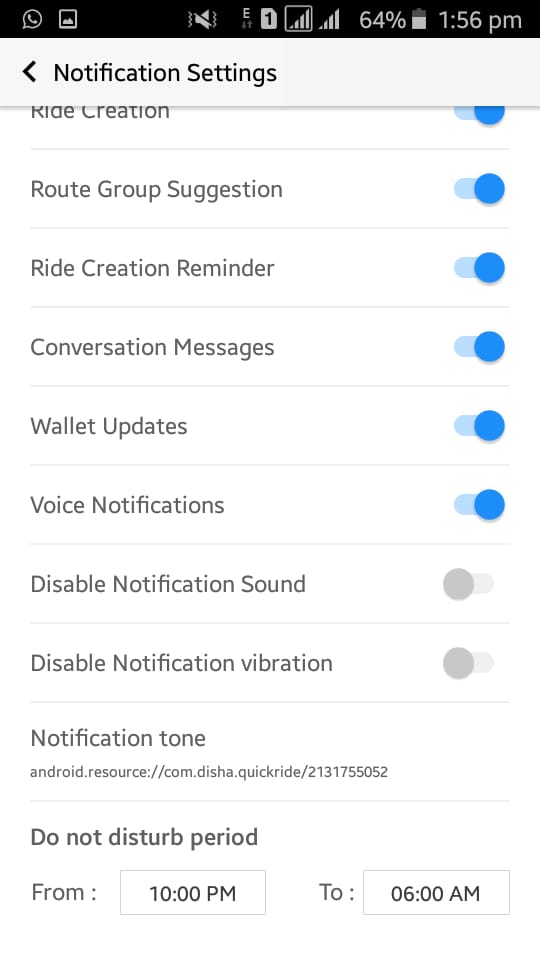 E 1 64% 1:56 pm
Notification Settings
Ride Creation
Route Group Suggestion
Ride Creation Reminder
Conversation Messages
Wallet Updates
Voice Notifications
Disable Notification Sound
Disable Notification vibration
Notification tone
android.resource://com.disha.quickride/2131755052
Do not disturb period
From : 10:00 PM To : 06:00 AM